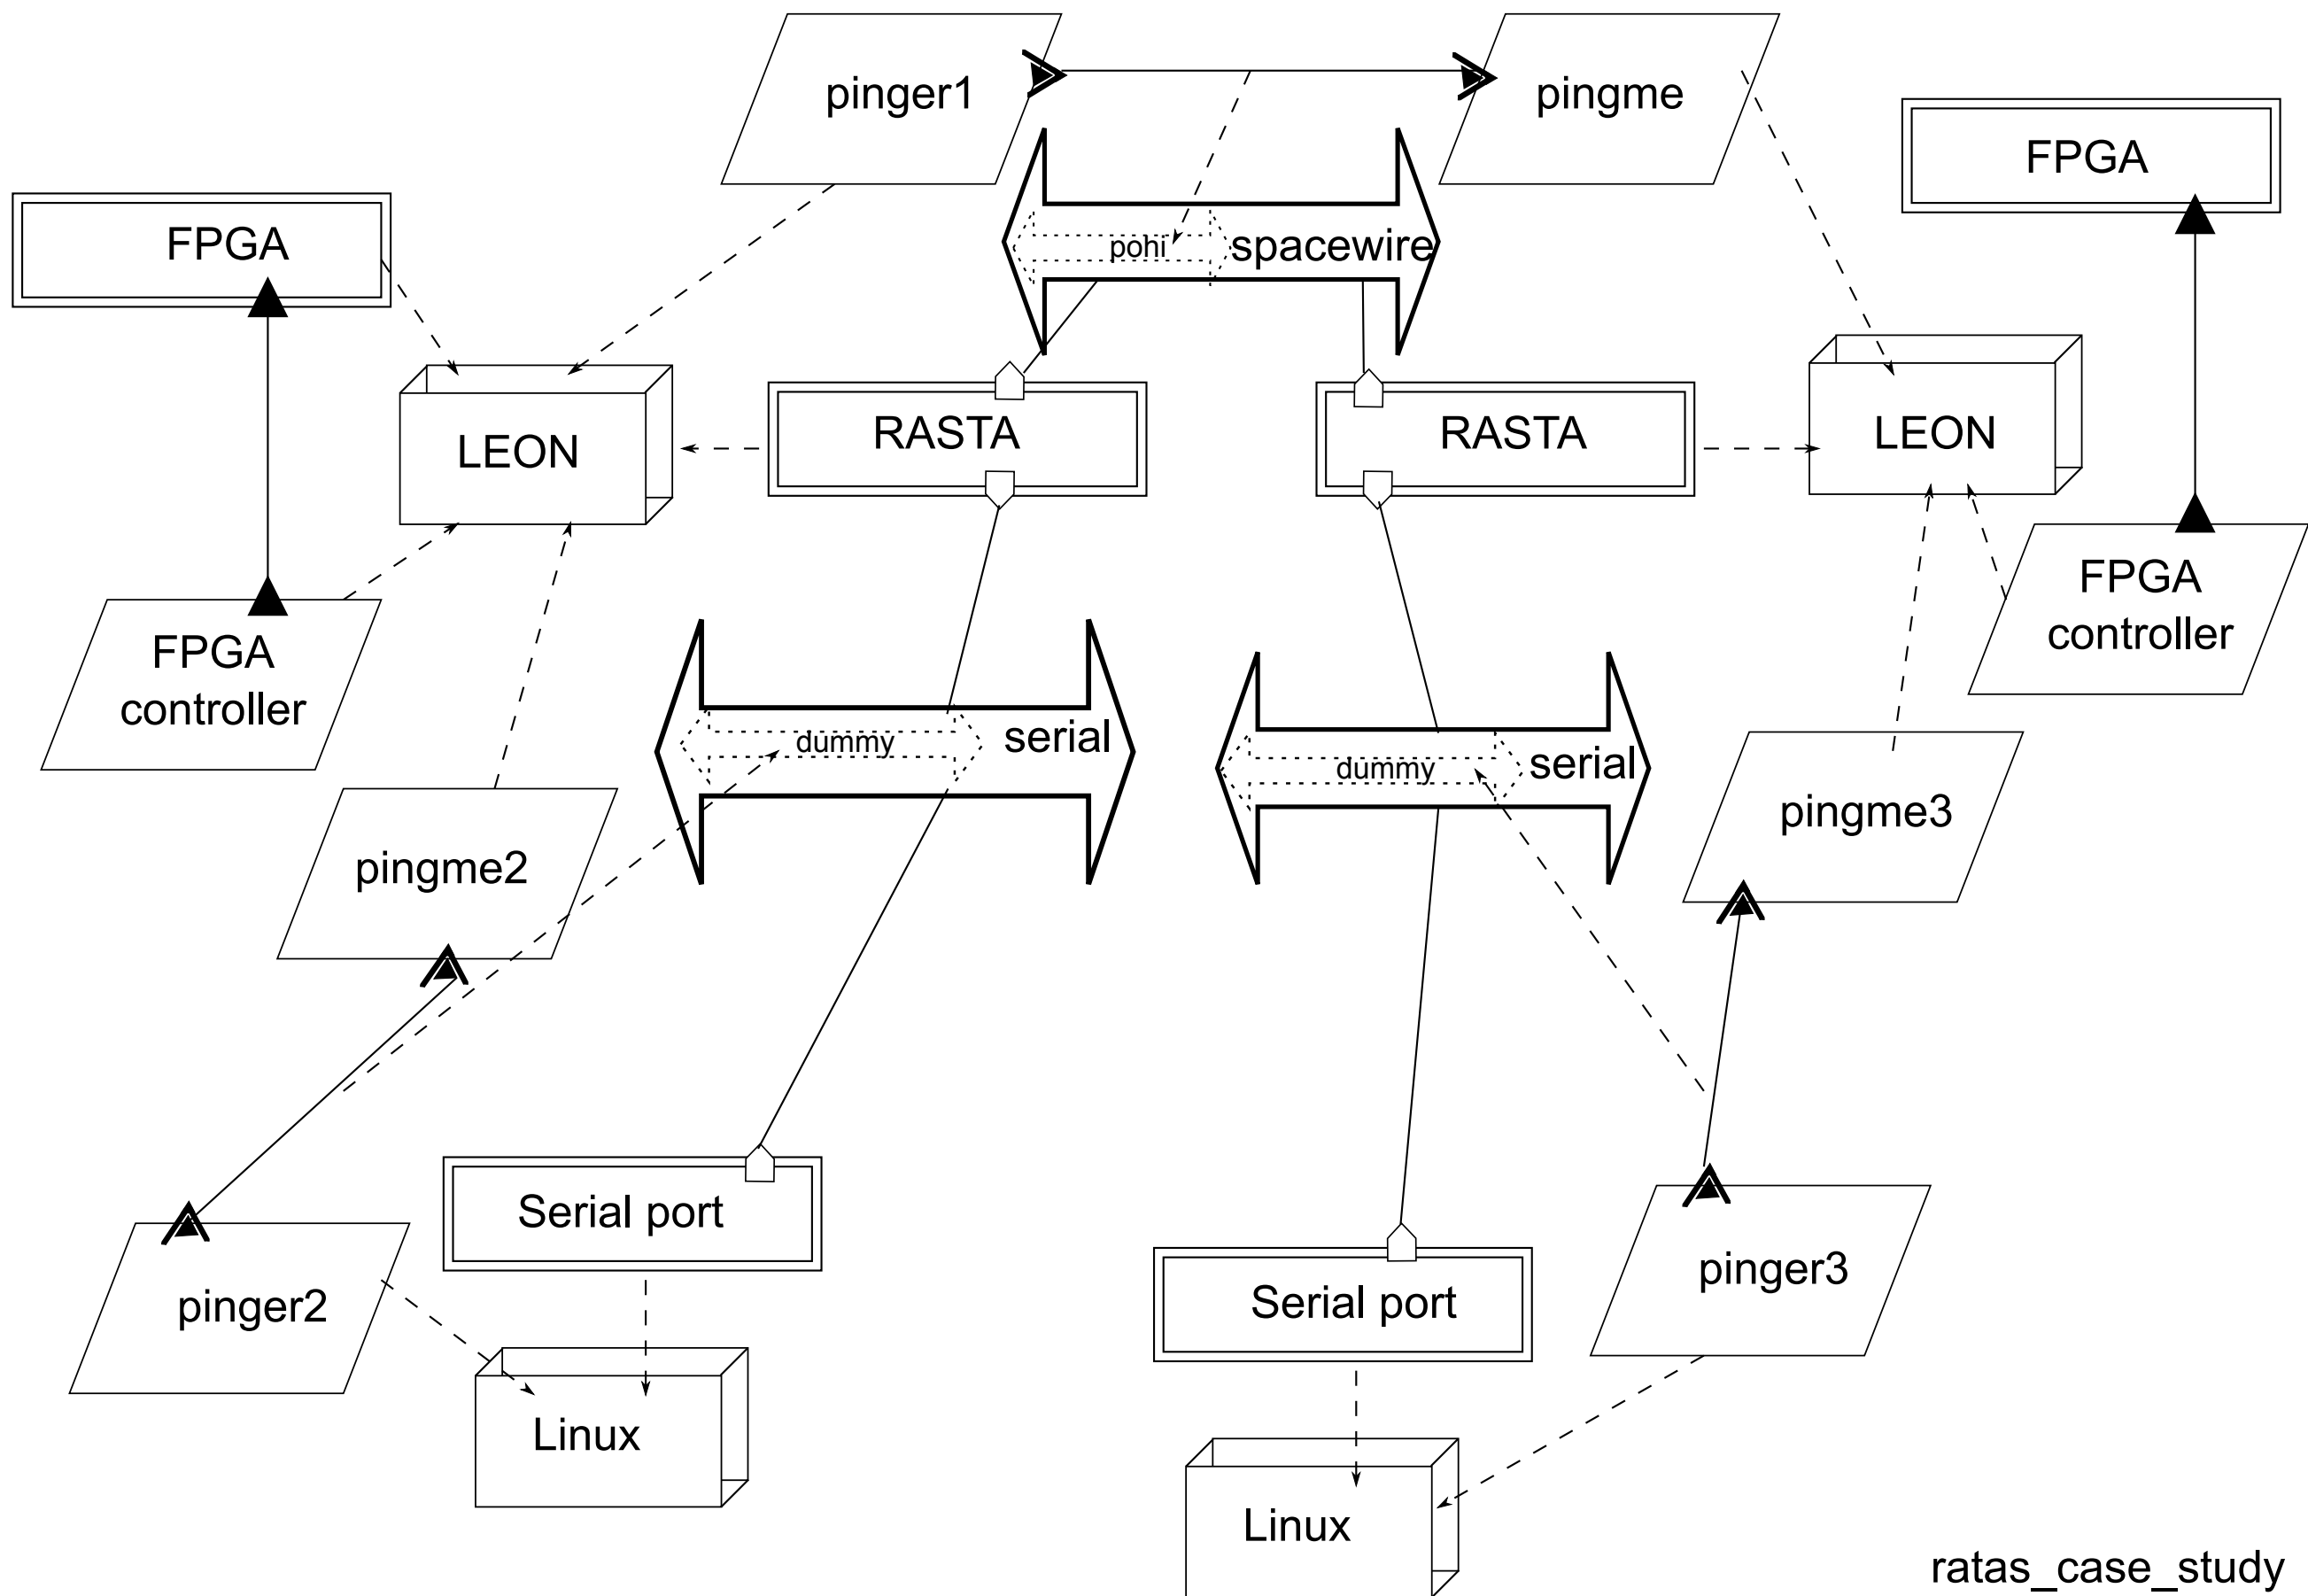 pinger1
pingme
FPGA
FPGA
pohi
spacewire
RASTA
RASTA
LEON
LEON
FPGA
controller
FPGA
controller
dummy
serial
dummy
serial
pingme3
pingme2
Serial port
pinger3
pinger2
Serial port
Linux
Linux
ratas_case_study